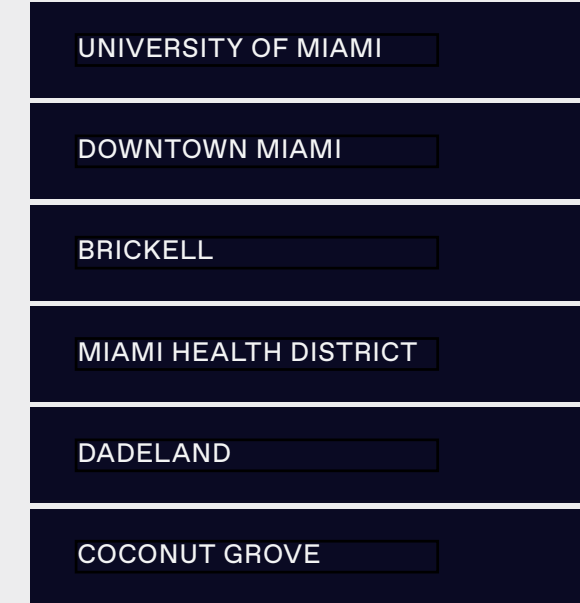 UNIVERSITY OF MIAMI
DOWNTOWN MIAMI
BRICKELL
MIAMI HEALTH DISTRICT
DADELAND
COCONUT GROVE